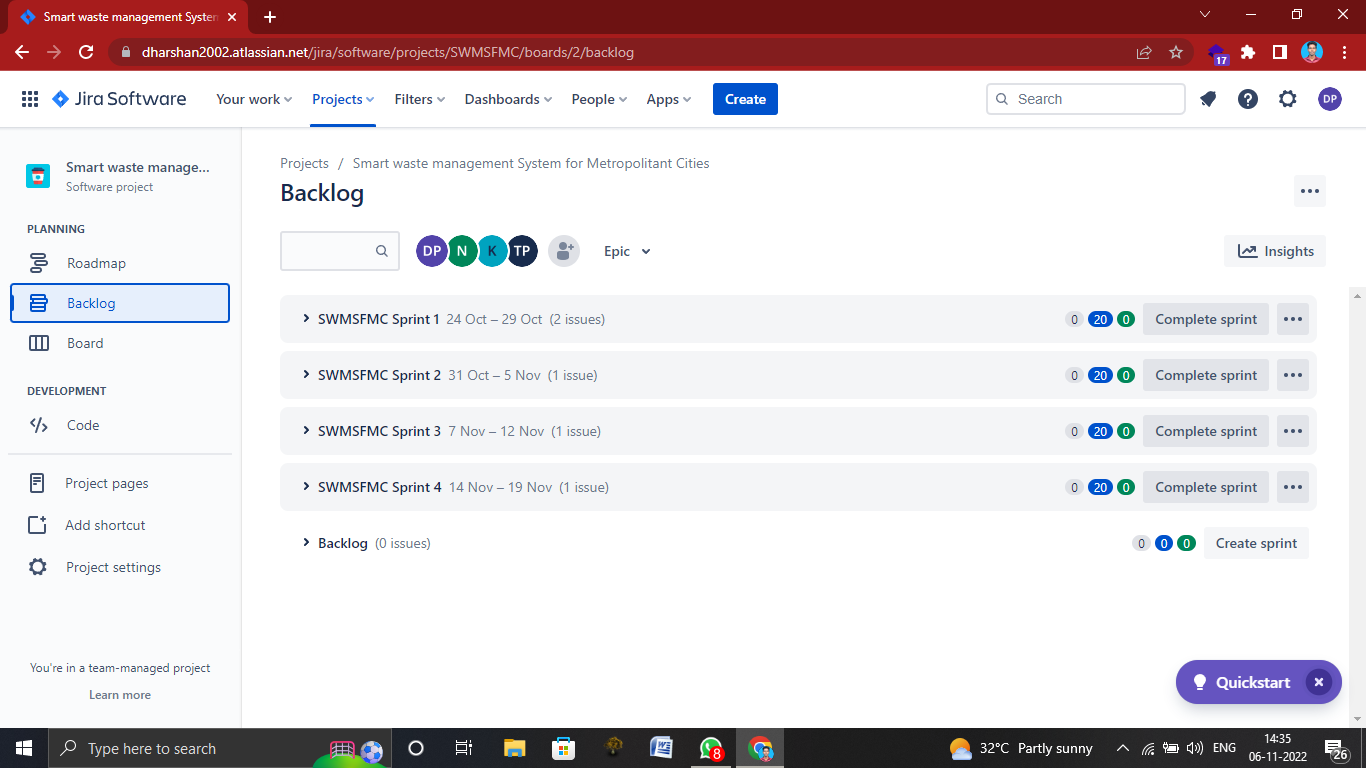 Smart waste management System
dharshan2002.atlassian.net/jira/software/projects/SWMSFMC/boards/2/backlog
17
Jira Software
Your work
Projects
Filters
Dashboards
People
Apps
Create
Search
DP
Smart waste manage...
Software project
PLANNING
Roadmap
Backlog
Board
DEVELOPMENT
Code
Project pages
Add shortcut
Project settings
You're in a team-managed project
Learn more
Projects / Smart waste management System for Metropolitant Cities
Backlog
DP N K TP
Epic
Insights
SWMSFMC Sprint 1 24 Oct – 29 Oct (2 issues) 0 20 0 Complete sprint
SWMSFMC Sprint 2 31 Oct – 5 Nov (1 issue) 0 20 0 Complete sprint
SWMSFMC Sprint 3 7 Nov – 12 Nov (1 issue) 0 20 0 Complete sprint
SWMSFMC Sprint 4 14 Nov – 19 Nov (1 issue) 0 20 0 Complete sprint
Backlog (0 issues) 0 0 0 Create sprint
Quickstart
Type here to search
8
32°C Partly sunny
ENG
14:35
06-11-2022
26